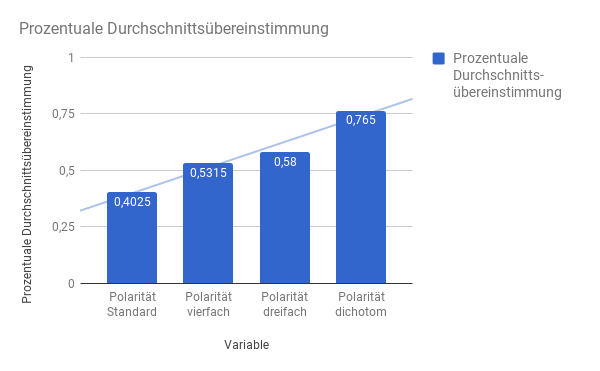 Prozentuale Durchschnittsübereinstimmung
Prozentuale
Durchschnitts-
übereinstimmung
Prozentuale Durchschnittsübereinstimmung
1
0,75
0,5
0,25
0
0,4025
0,5315
0,58
0,765
Polarität
Standard
Polarität
vierfach
Polarität
dreifach
Polarität
dichotom
Variable